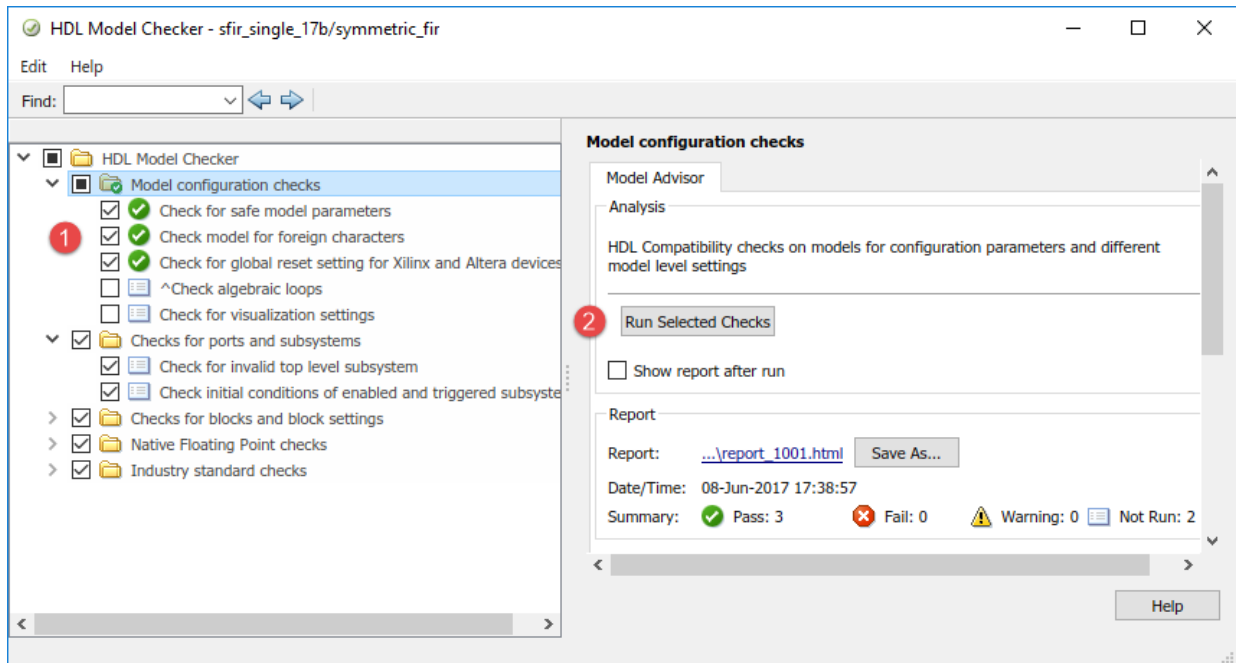 HDL Model Checker - sfir_single_17b/symmetric_fir
Edit Help
Find:
HDL Model Checker
Model configuration checks
Check for safe model parameters
1
Check model for foreign characters
Check for global reset setting for Xilinx and Altera devices
^Check algebraic loops
Check for visualization settings
Checks for ports and subsystems
Check for invalid top level subsystem
Check initial conditions of enabled and triggered subsyste
Checks for blocks and block settings
Native Floating Point checks
Industry standard checks
Model configuration checks
Model Advisor
Analysis
HDL Compatibility checks on models for configuration parameters and different
model level settings
2 Run Selected Checks
Show report after run
Report
Report: ...\report_1001.html Save As...
Date/Time: 08-Jun-2017 17:38:57
Summary: Pass: 3 Fail: 0 Warning: 0 Not Run: 2
Help